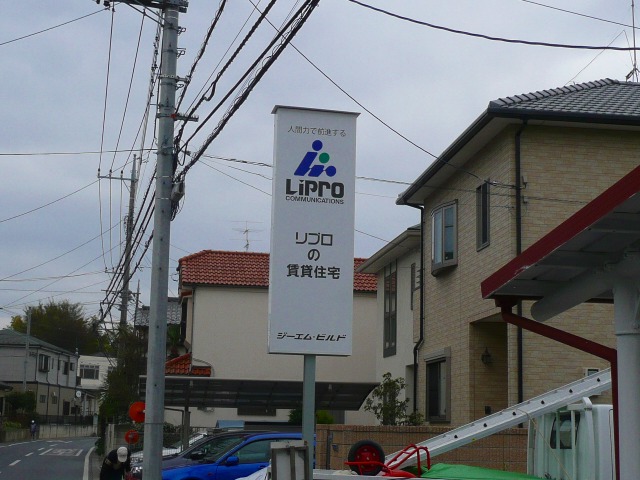 人間力で前進する
LiPRO
COMMUNICATIONS
リプロ
の
賃貸住宅
ジーエム・ビルド